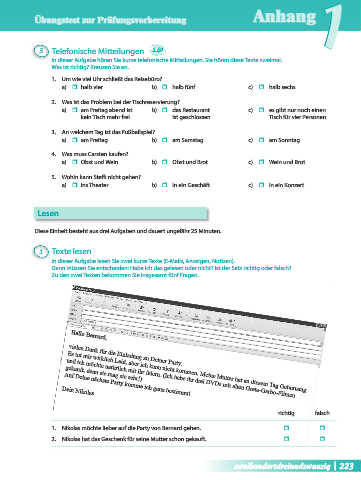 Übungstest zur Prüfungsvorbereitung
Anhang 1
3 Telefonische Mitteilungen
In dieser Aufgabe hören Sie kurze telefonische Mitteilungen. Sie hören diese Texte zweimal.
Was ist richtig? Kreuzen Sie an.
1. Um wie viel Uhr schließt das Reisebüro?
a) halb vier b) halb fünf c) halb sechs
2. Was ist das Problem bei der Tischreservierung?
a) am Freitag abend ist b) das Restaurant c) es gibt nur noch einen
kein Tisch mehr frei ist geschlossen Tisch für vier Personen
3. An welchem Tag ist das Fußballspiel?
a) am Freitag b) am Samstag c) am Sonntag
4. Was muss Carsten kaufen?
a) Obst und Wein b) Obst und Brot c) Wein und Brot
5. Wohin kann Steffi nicht gehen?
a) ins Theater b) in ein Geschäft c) in ein Konzert
Lesen
Diese Einheit besteht aus drei Aufgaben und dauert ungefähr 25 Minuten.
1 Texte lesen
In dieser Aufgabe lesen Sie zwei kurze Texte (E-Mails, Anzeigen, Notizen).
Dann müssen Sie entscheiden: Habe ich das gelesen oder nicht? Ist der Satz richtig oder falsch?
Zu den zwei Texten bekommen Sie insgesamt fünf Fragen.
Hallo Bernard,
vielen Dank für die Einladung zu Deiner Party.
Es tut mir wirklich Leid, aber ich kann nicht kommen. Meine Mutter hat an diesem Tag Geburtstag
und ich möchte natürlich mit ihr feiern. (Ich habe ihr drei DVDs mit alten Greta-Garbo-Filmen
gekauft, denn sie mag sie sehr!)
Auf Deine nächste Party komme ich ganz bestimmt!
Dein Nikolas
richtig falsch
1. Nikolas möchte lieber auf die Party von Bernard gehen.
2. Nikolas hat das Geschenk für seine Mutter schon gekauft.
zweihundertdreiundzwanzig | 223